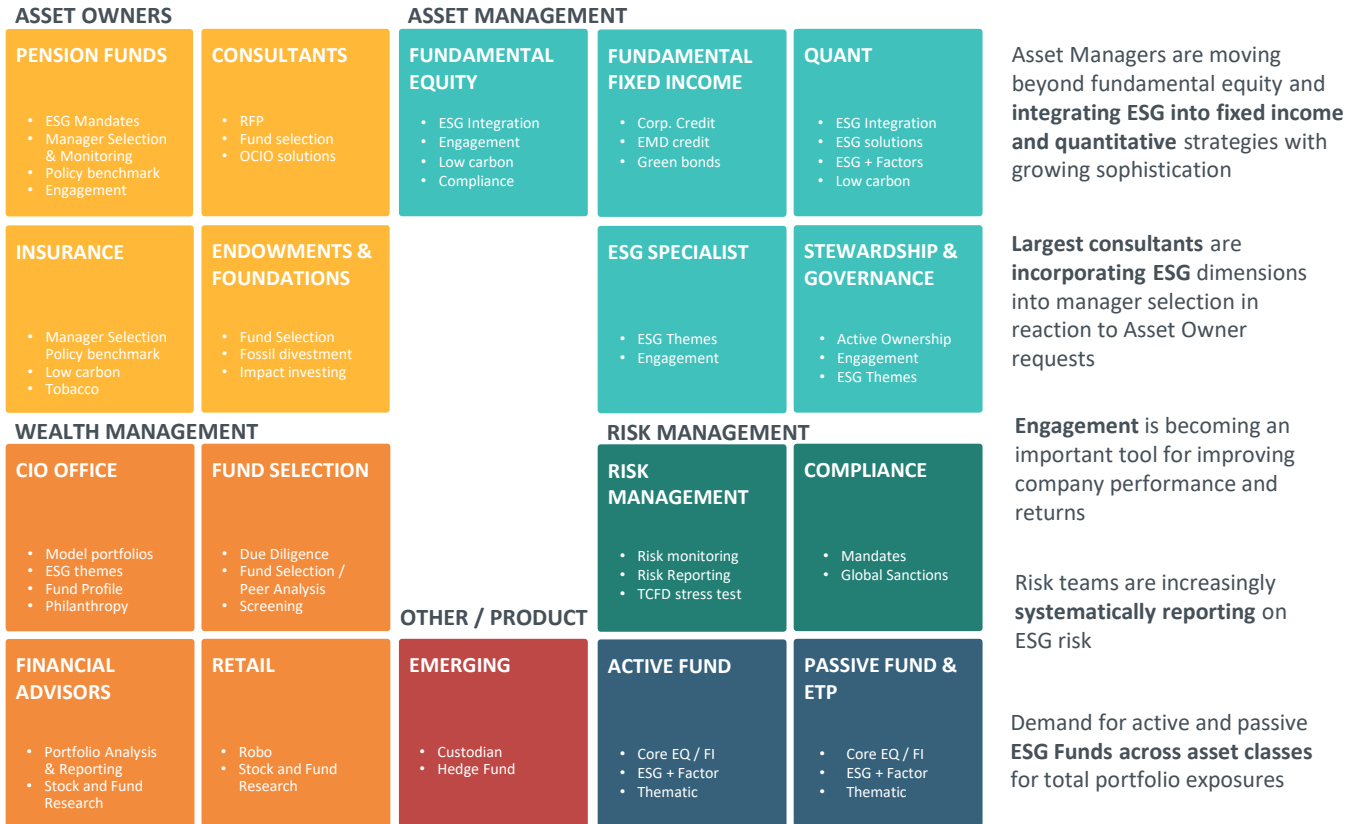 ASSET OWNERS
PENSION FUNDS
• ESG Mandates
• Manager Selection
& Monitoring
• Policy benchmark
• Engagement
CONSULTANTS
• RFP
• Fund selection
• OCIO solutions
INSURANCE
• Manager Selection
Policy benchmark
• Low carbon
• Tobacco
ENDOWMENTS &
FOUNDATIONS
• Fund Selection
• Fossil divestment
• Impact investing
ASSET MANAGEMENT
FUNDAMENTAL
EQUITY
• ESG Integration
• Engagement
• Low carbon
• Compliance
FUNDAMENTAL
FIXED INCOME
• Corp. Credit
• EMD credit
• Green bonds
QUANT
• ESG Integration
• ESG solutions
• ESG + Factors
• Low carbon
ESG SPECIALIST
• ESG Themes
• Engagement
STEWARDSHIP &
GOVERNANCE
• Active Ownership
• Engagement
• ESG Themes
WEALTH MANAGEMENT
CIO OFFICE
• Model portfolios
• ESG themes
• Fund Profile
• Philanthropy
FUND SELECTION
• Due Diligence
• Fund Selection /
Peer Analysis
• Screening
FINANCIAL
ADVISORS
• Portfolio Analysis
& Reporting
• Stock and Fund
Research
RETAIL
• Robo
• Stock and Fund
Research
RISK MANAGEMENT
RISK
MANAGEMENT
• Risk monitoring
• Risk Reporting
• TCFD stress test
COMPLIANCE
• Mandates
• Global Sanctions
OTHER / PRODUCT
EMERGING
• Custodian
• Hedge Fund
ACTIVE FUND
• Core EQ / FI
• ESG + Factor
• Thematic
PASSIVE FUND &
ETP
• Core EQ / FI
• ESG + Factor
• Thematic
Asset Managers are moving
beyond fundamental equity and
integrating ESG into fixed income
and quantitative strategies with
growing sophistication
Largest consultants are
incorporating ESG dimensions
into manager selection in
reaction to Asset Owner
requests
Engagement is becoming an
important tool for improving
company performance and
returns
Risk teams are increasingly
systematically reporting on
ESG risk
Demand for active and passive
ESG Funds across asset classes
for total portfolio exposures